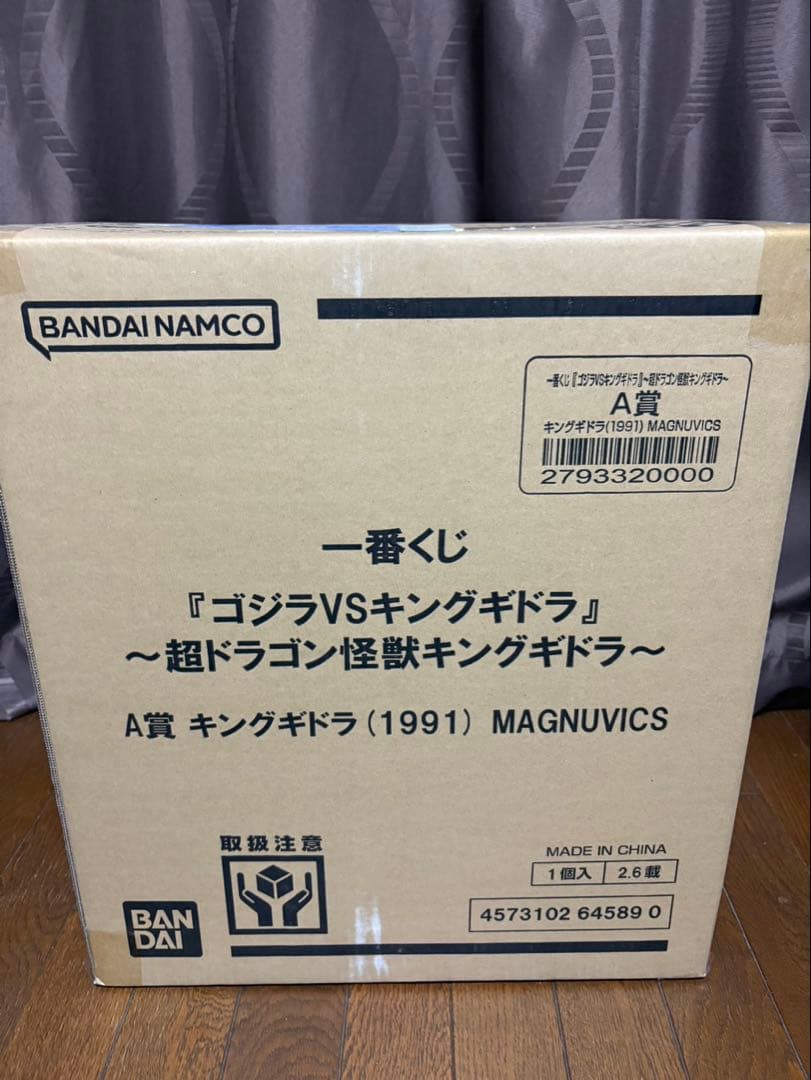 BANDAI NAMCO
一番くじ『ゴジラVSキングギドラ』～超ドラゴン怪獣キングギドラ～
A賞
キングギドラ(1991) MAGNUVICS
2793320000
一番くじ
『ゴジラVSキングギドラ』
～超ドラゴン怪獣キングギドラ～
A賞 キングギドラ(1991) MAGNUVICS
取扱注意
MADE IN CHINA
1個入 2.6載
4573102 64589 0
BAN
DAI